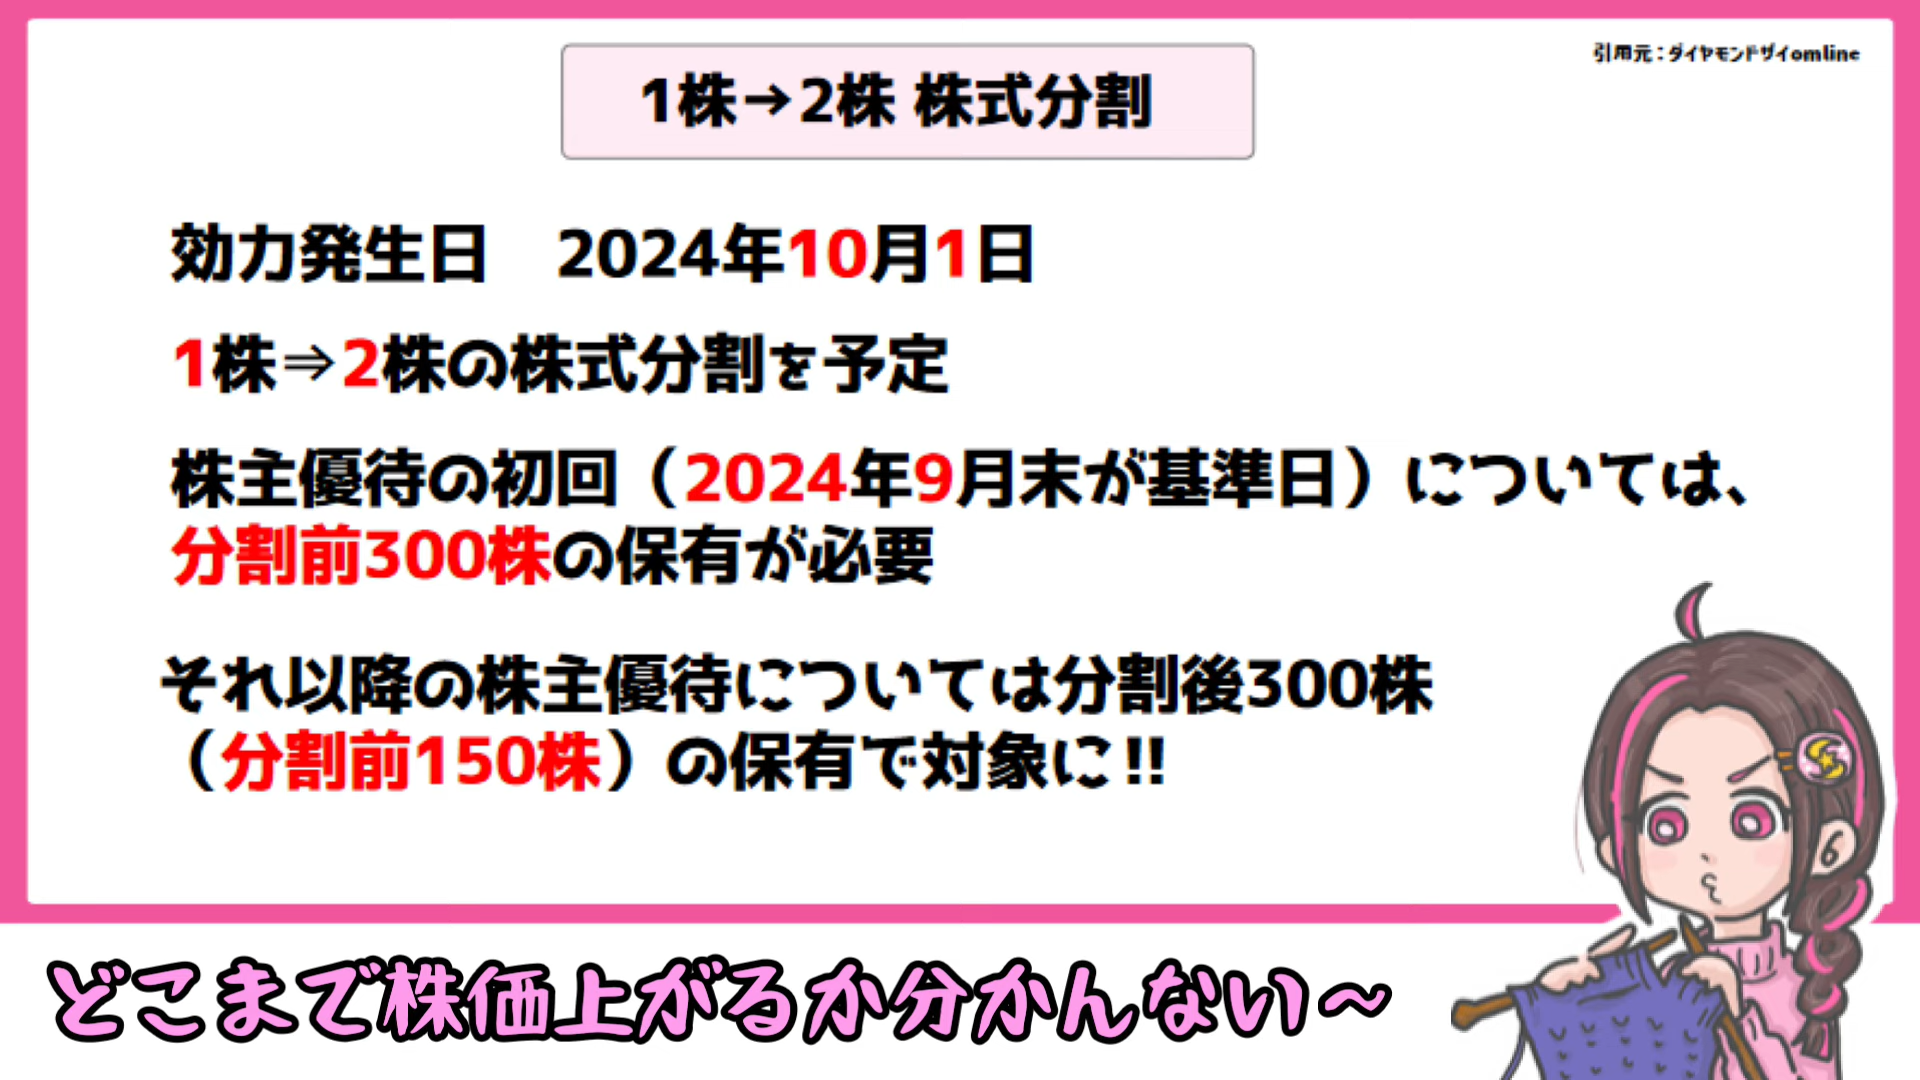 引用元：ダイヤモンドザイomline
1株→2株 株式分割
効力発生日　2024年10月1日
1株⇒2株の株式分割を予定
株主優待の初回（2024年9月末が基準日）については、
分割前300株の保有が必要
それ以降の株主優待については分割後300株
（分割前150株）の保有で対象に!!
どこまで株価上がるか分かんない～